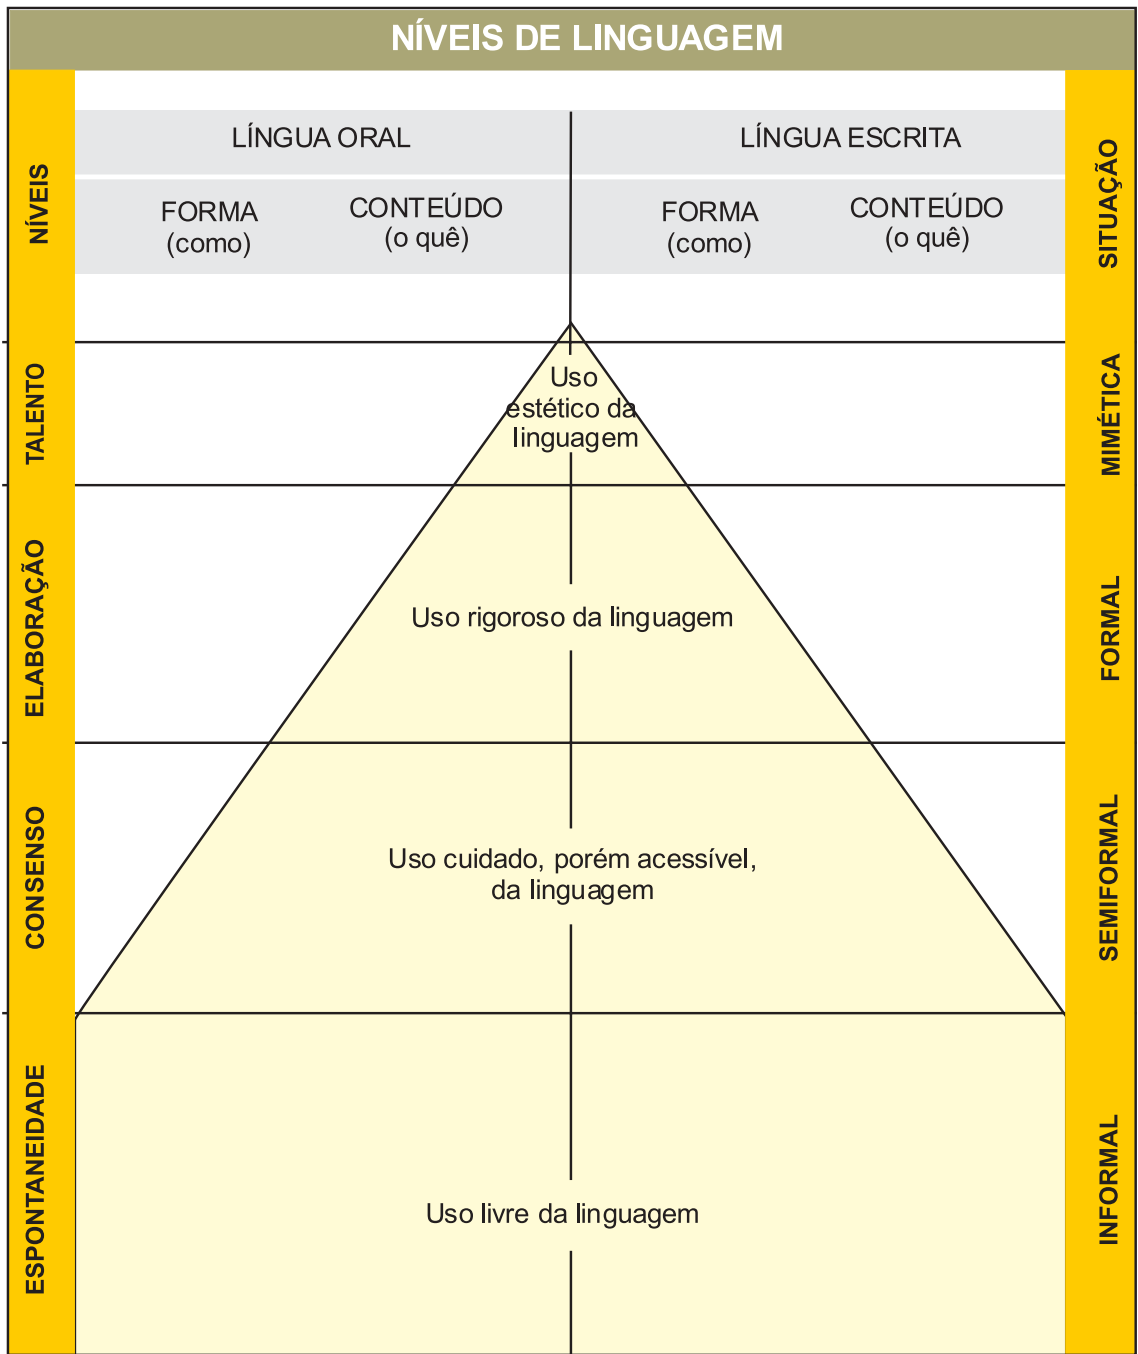 NÍVEIS DE LINGUAGEM
NÍVEIS
LÍNGUA ORAL
LÍNGUA ESCRITA
SITUAÇÃO
FORMA
(como)
CONTEÚDO
(o quê)
FORMA
(como)
CONTEÚDO
(o quê)
TALENTO
Uso
estético da
linguagem
MIMÉTICA
ELABORAÇÃO
Uso rigoroso da linguagem
FORMAL
CONSENSO
Uso cuidado, porém acessível,
da linguagem
SEMIFORMAL
ESPONTANEIDADE
Uso livre da linguagem
INFORMAL